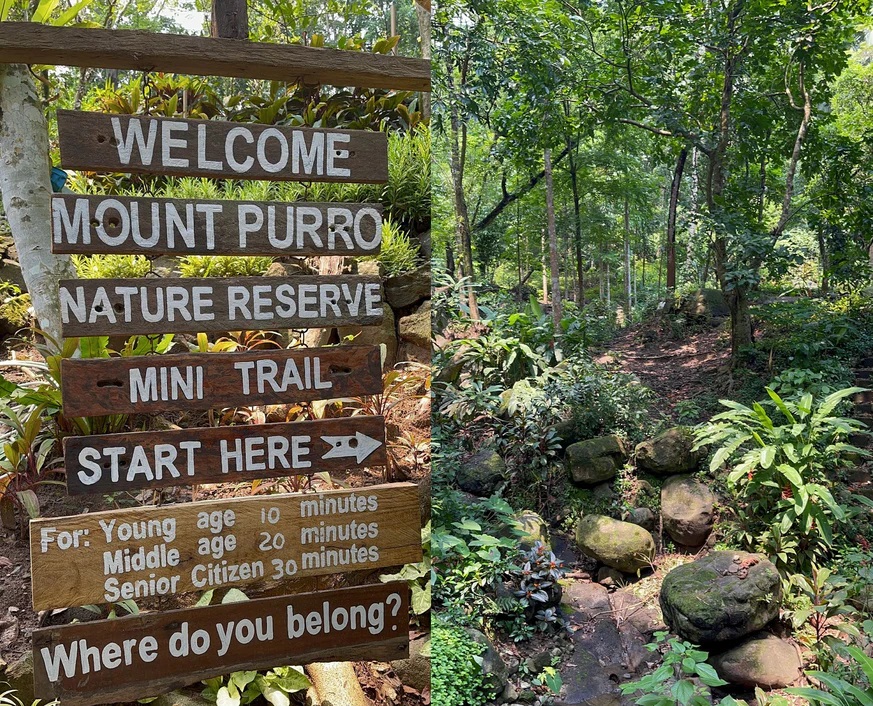 WELCOME
MOUNT PURRO
NATURE RESERVE
MINI TRAIL
START HERE
For: Young age 10 minutes
Middle age 20 minutes
Senior Citizen 30 minutes
Where do you belong?